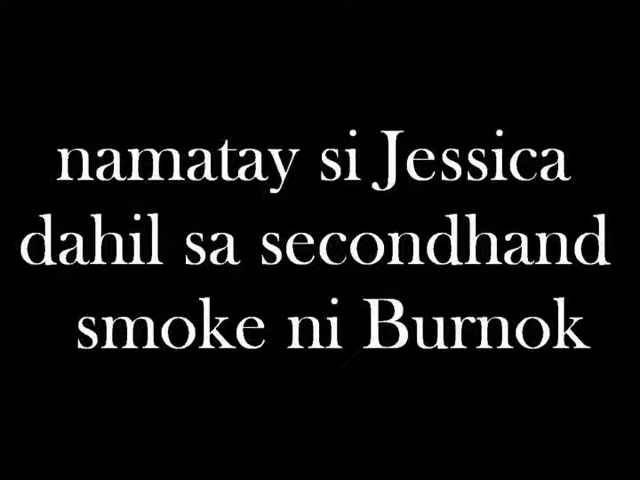 namatay si Jessica
dahil sa secondhand
smoke ni Burnok